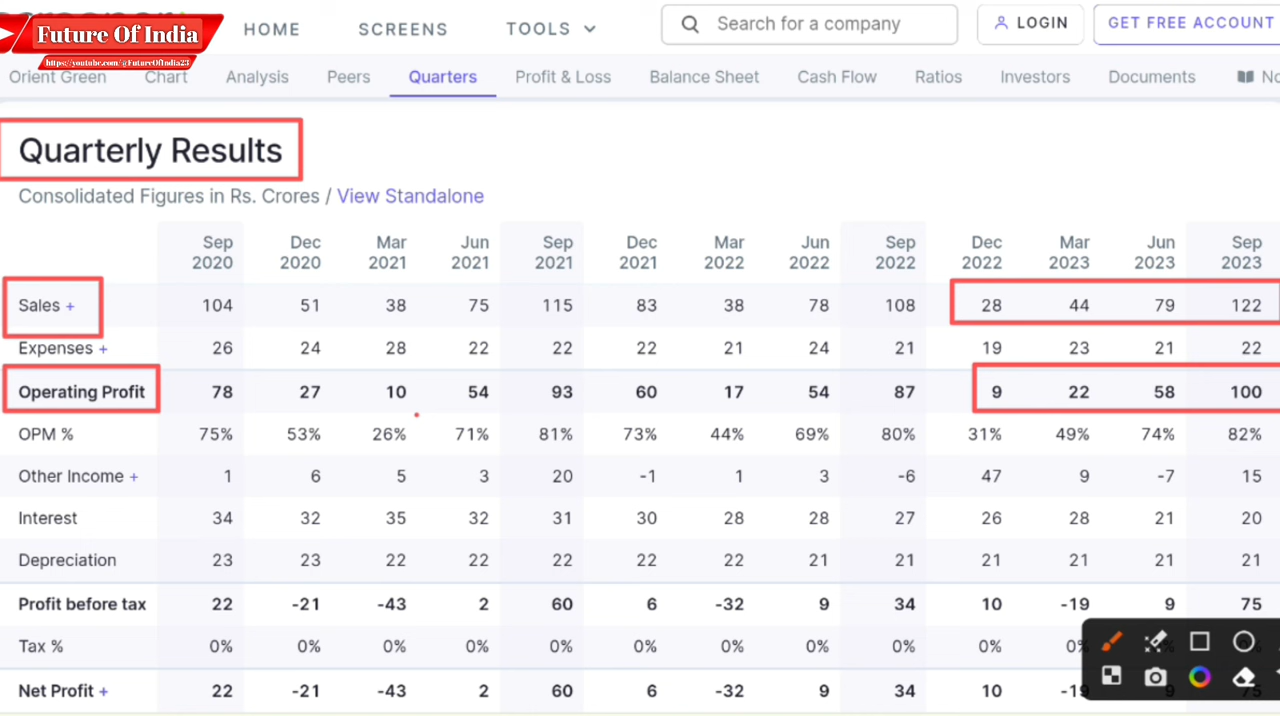 Future Of India
https://youtube.com/@FutureOfIndia23
HOME SCREENS TOOLS Search for a company LOGIN GET FREE ACCOUNT
Orient Green Chart Analysis Peers Quarters Profit & Loss Balance Sheet Cash Flow Ratios Investors Documents
Quarterly Results
Consolidated Figures in Rs. Crores / View Standalone
Sep Dec Mar Jun Sep Dec Mar Jun Sep Dec Mar Jun Sep
2020 2020 2021 2021 2021 2021 2022 2022 2022 2022 2023 2023 2023
Sales + 104 51 38 75 115 83 38 78 108 28 44 79 122
Expenses + 26 24 28 22 22 22 21 24 21 19 23 21 22
Operating Profit 78 27 10 54 93 60 17 54 87 9 22 58 100
OPM % 75% 53% 26% 71% 81% 73% 44% 69% 80% 31% 49% 74% 82%
Other Income + 1 6 5 3 20 -1 1 3 -6 47 9 -7 15
Interest 34 32 35 32 31 30 28 28 27 26 28 21 20
Depreciation 23 23 22 22 22 22 22 21 21 21 21 21 21
Profit before tax 22 -21 -43 2 60 6 -32 9 34 10 -19 9 75
Tax % 0% 0% 0% 0% 0% 0% 0% 0% 0% 0%
Net Profit + 22 -21 -43 2 60 6 -32 9 34 10 -19 9 75